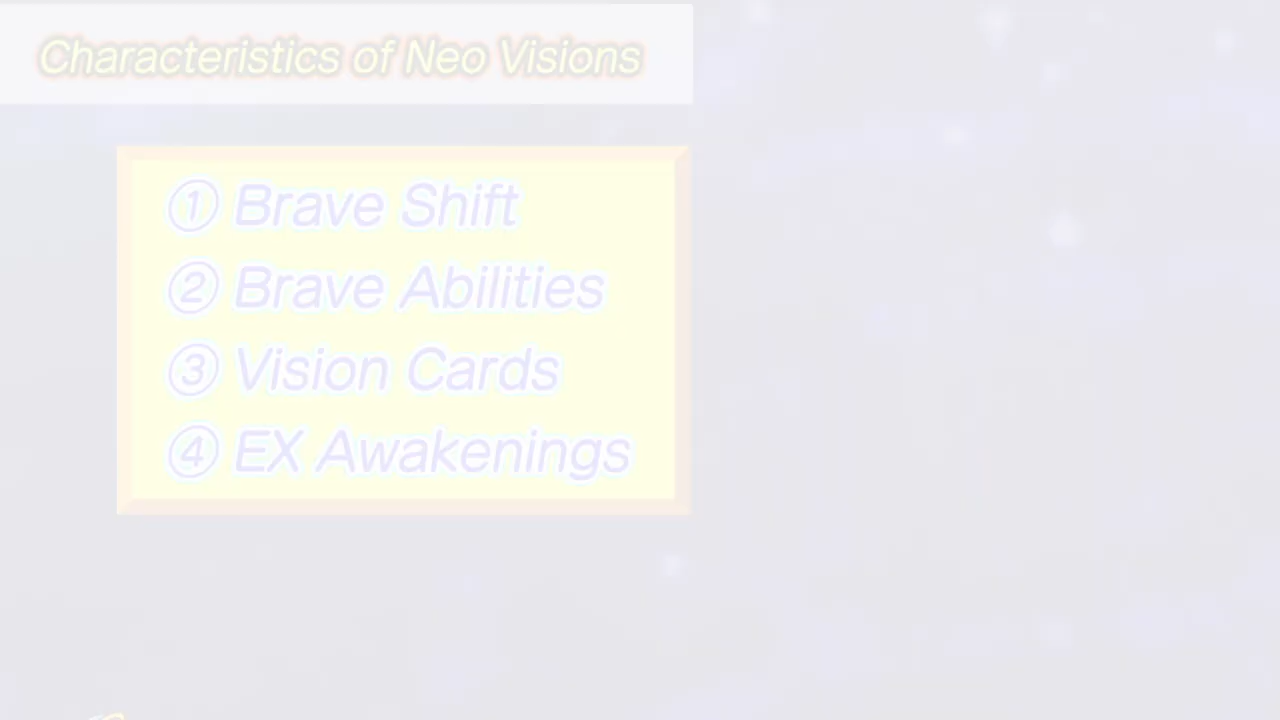 Characteristics of Neo Visions
① Brave Shift
② Brave Abilities
③ Vision Cards
④ EX Awakenings